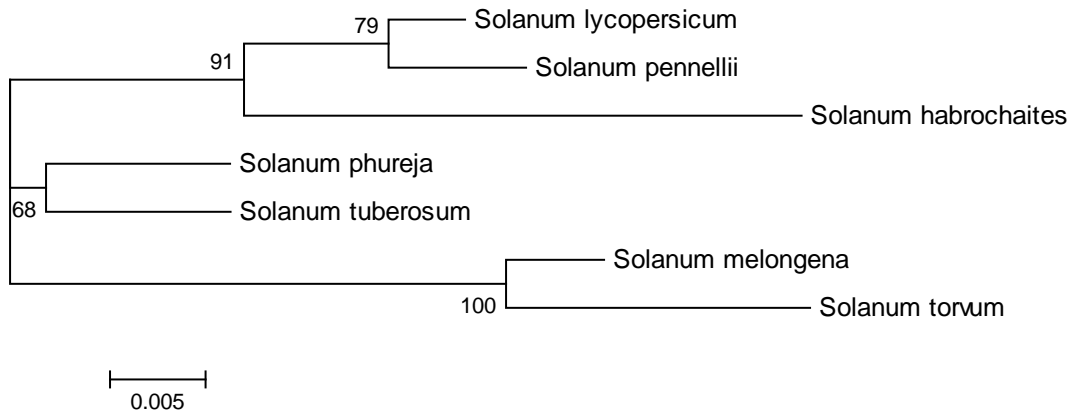 79
Solanum lycopersicum
91
Solanum pennellii
Solanum habrochaites
Solanum phureja
68
Solanum tuberosum
Solanum melongena
100
Solanum torvum
0.005